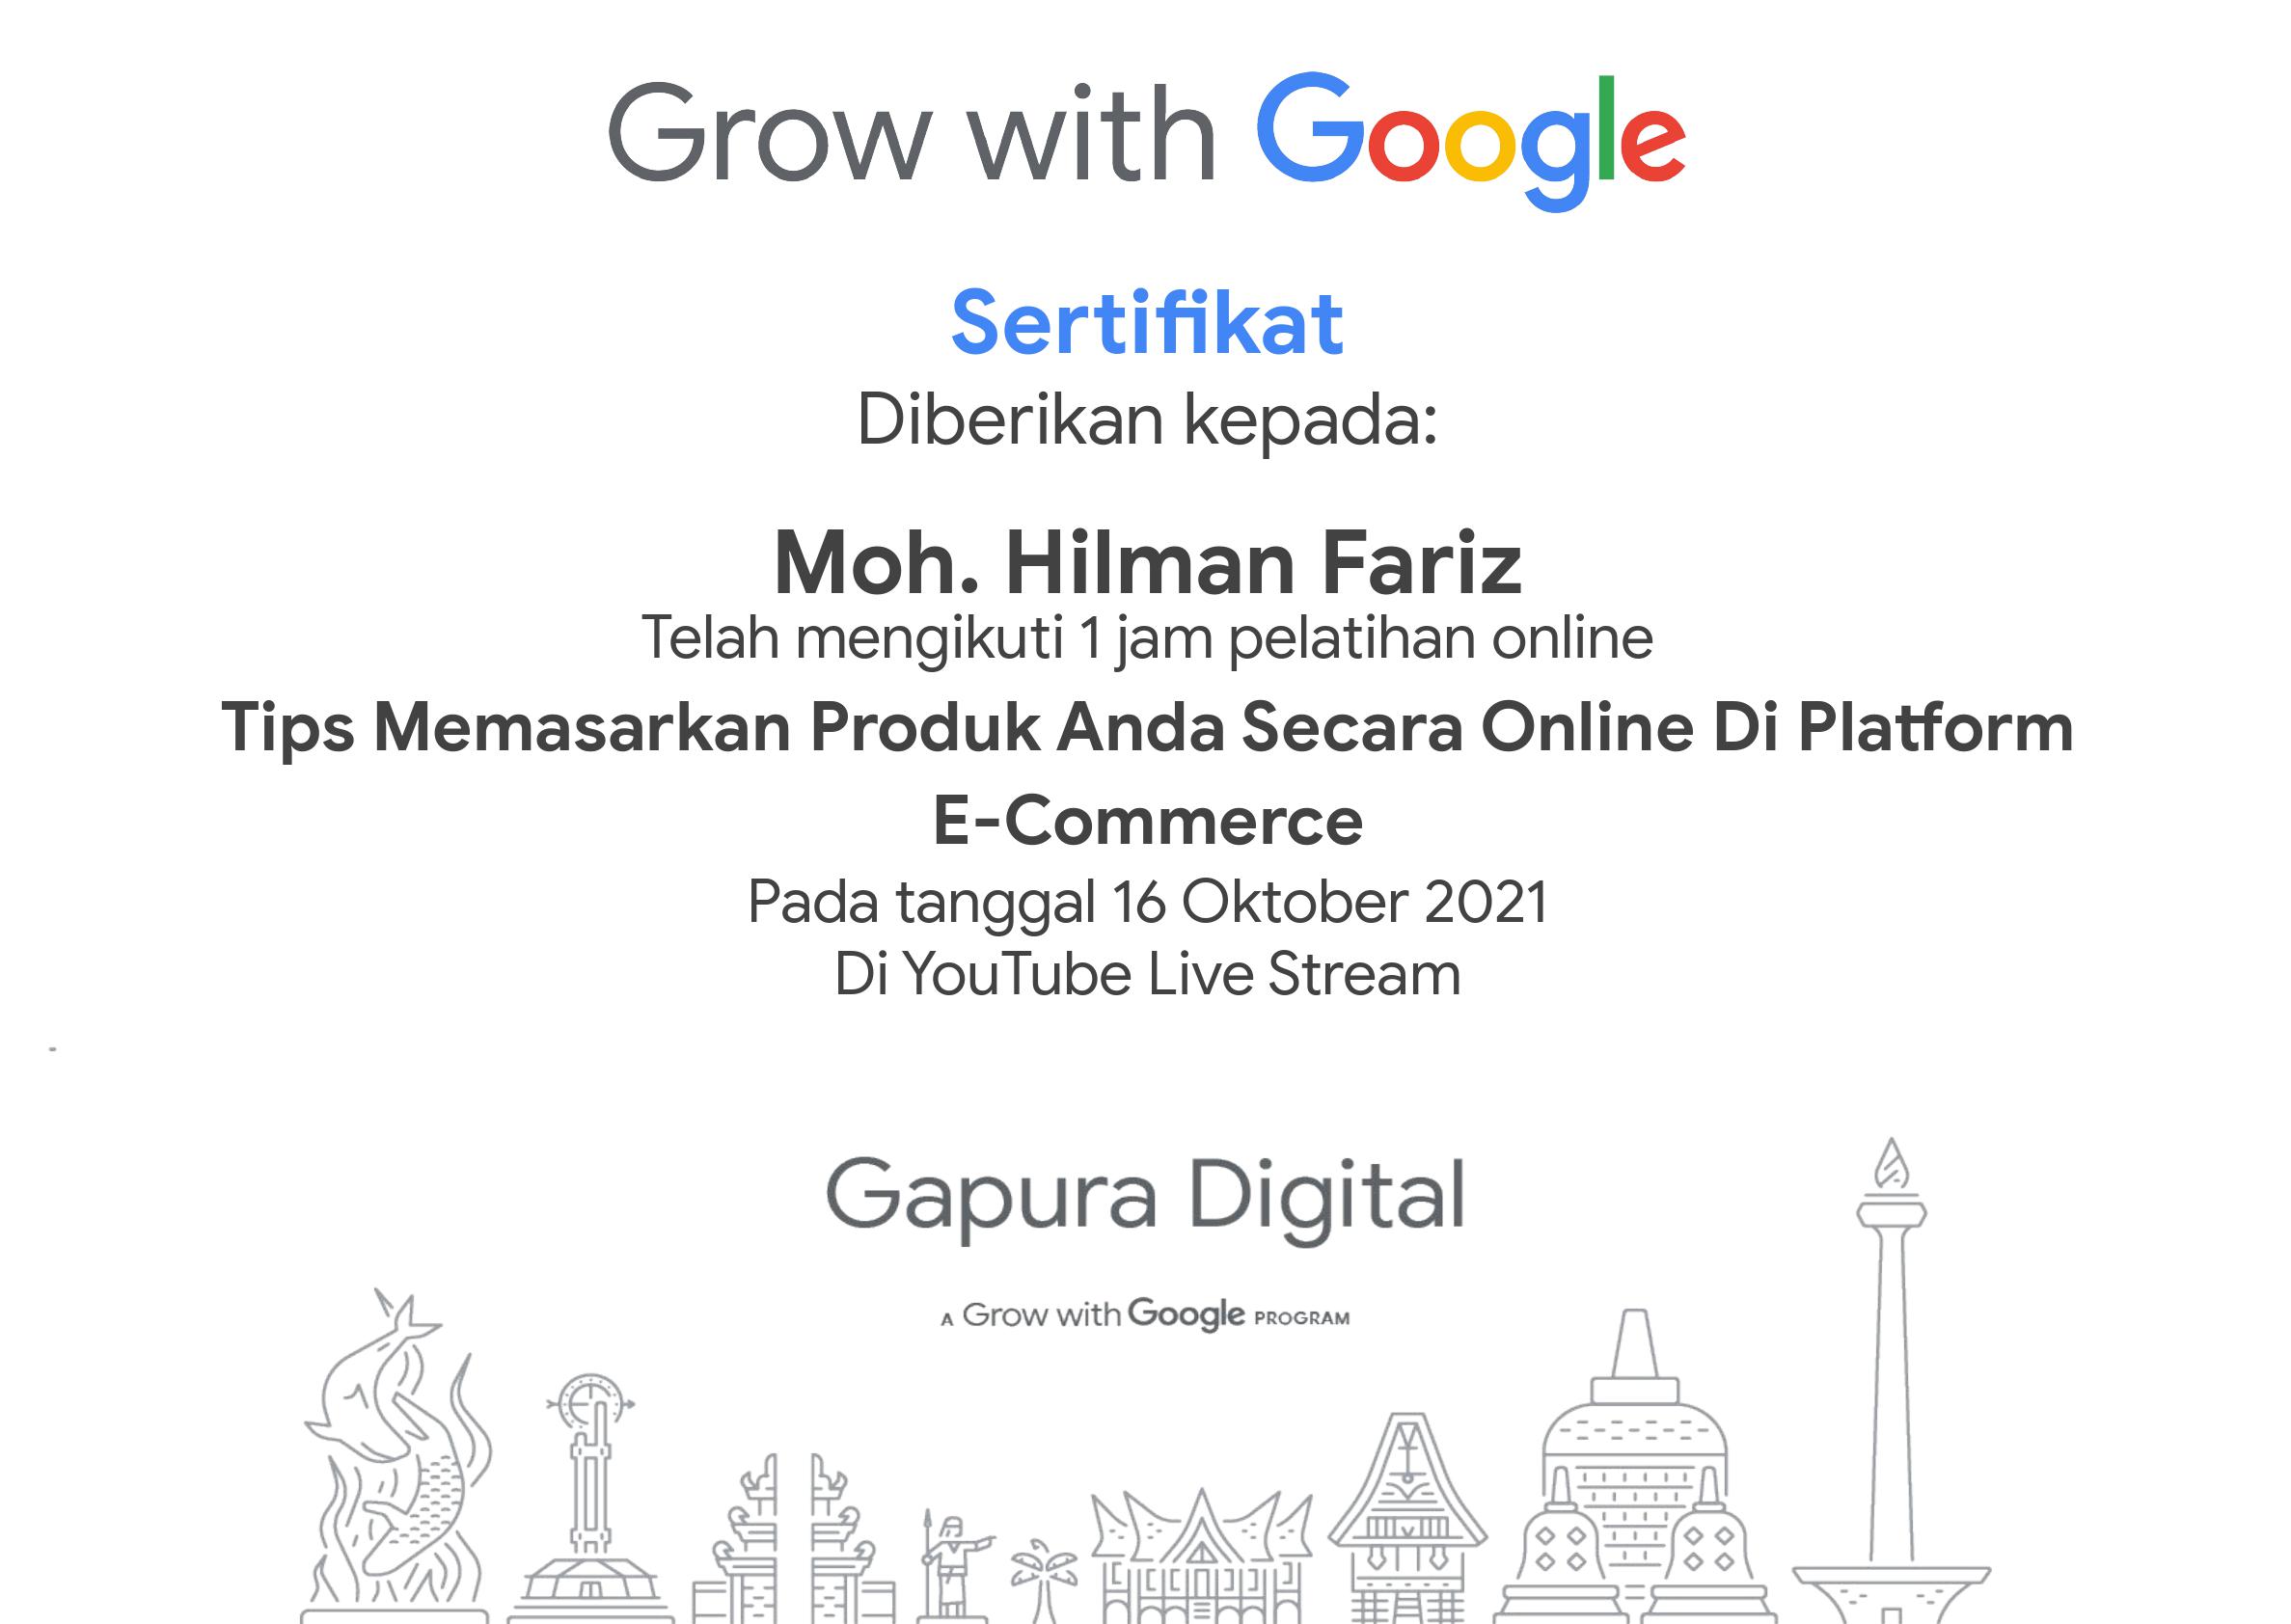 Grow with Google
Sertifikat
Diberikan kepada:
Moh. Hilman Fariz
Telah mengikuti 1 jam pelatihan online
Tips Memasarkan Produk Anda Secara Online Di Platform
E-Commerce
Pada tanggal 16 Oktober 2021
Di YouTube Live Stream
-
Gapura Digital
A Grow with Google PROGRAM